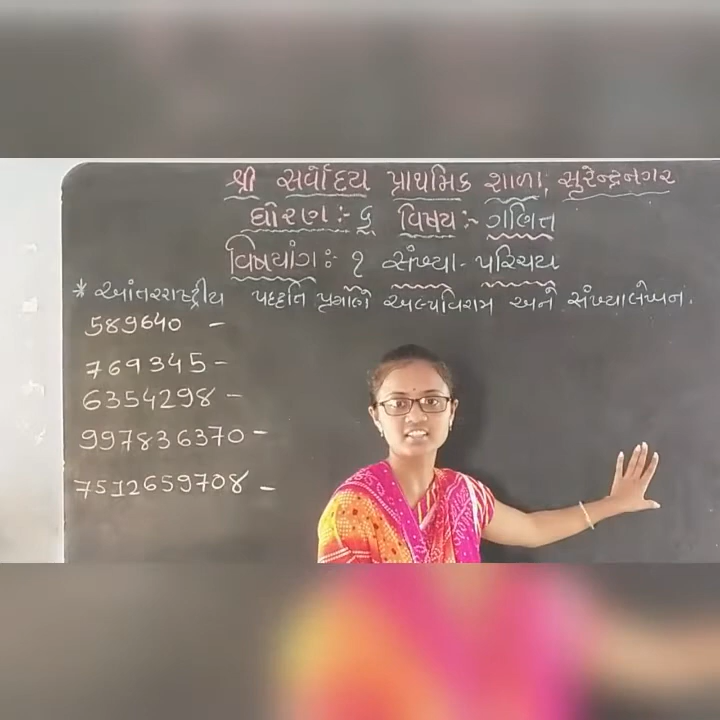 શ્રી સર્વોદય પ્રાથમિક શાળા, સુરેન્દ્રનગર
ધોરણ :- ૬ વિષય :- ગણિત
વિષયાંગ :- ૧ સંખ્યા - પરિચય
* આંતરરાષ્ટ્રીય પદ્ધતિ પ્રમાણે અલ્પવિરામ અને સંખ્યાલેખન.
589640 -
769345 -
6354298 -
997836370 -
7512659708 -